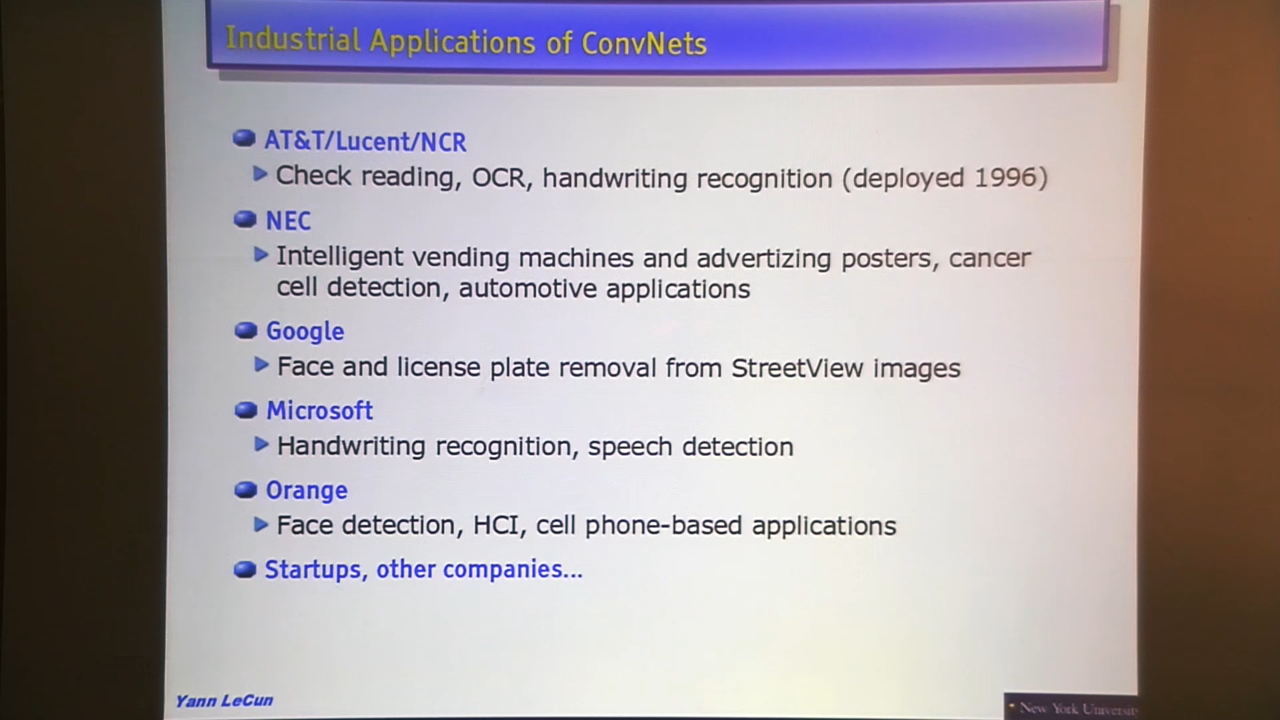 Industrial Applications of ConvNets
AT&T/Lucent/NCR
Check reading, OCR, handwriting recognition (deployed 1996)
NEC
Intelligent vending machines and advertizing posters, cancer
cell detection, automotive applications
Google
Face and license plate removal from StreetView images
Microsoft
Handwriting recognition, speech detection
Orange
Face detection, HCI, cell phone-based applications
Startups, other companies...
Yann LeCun
New York University